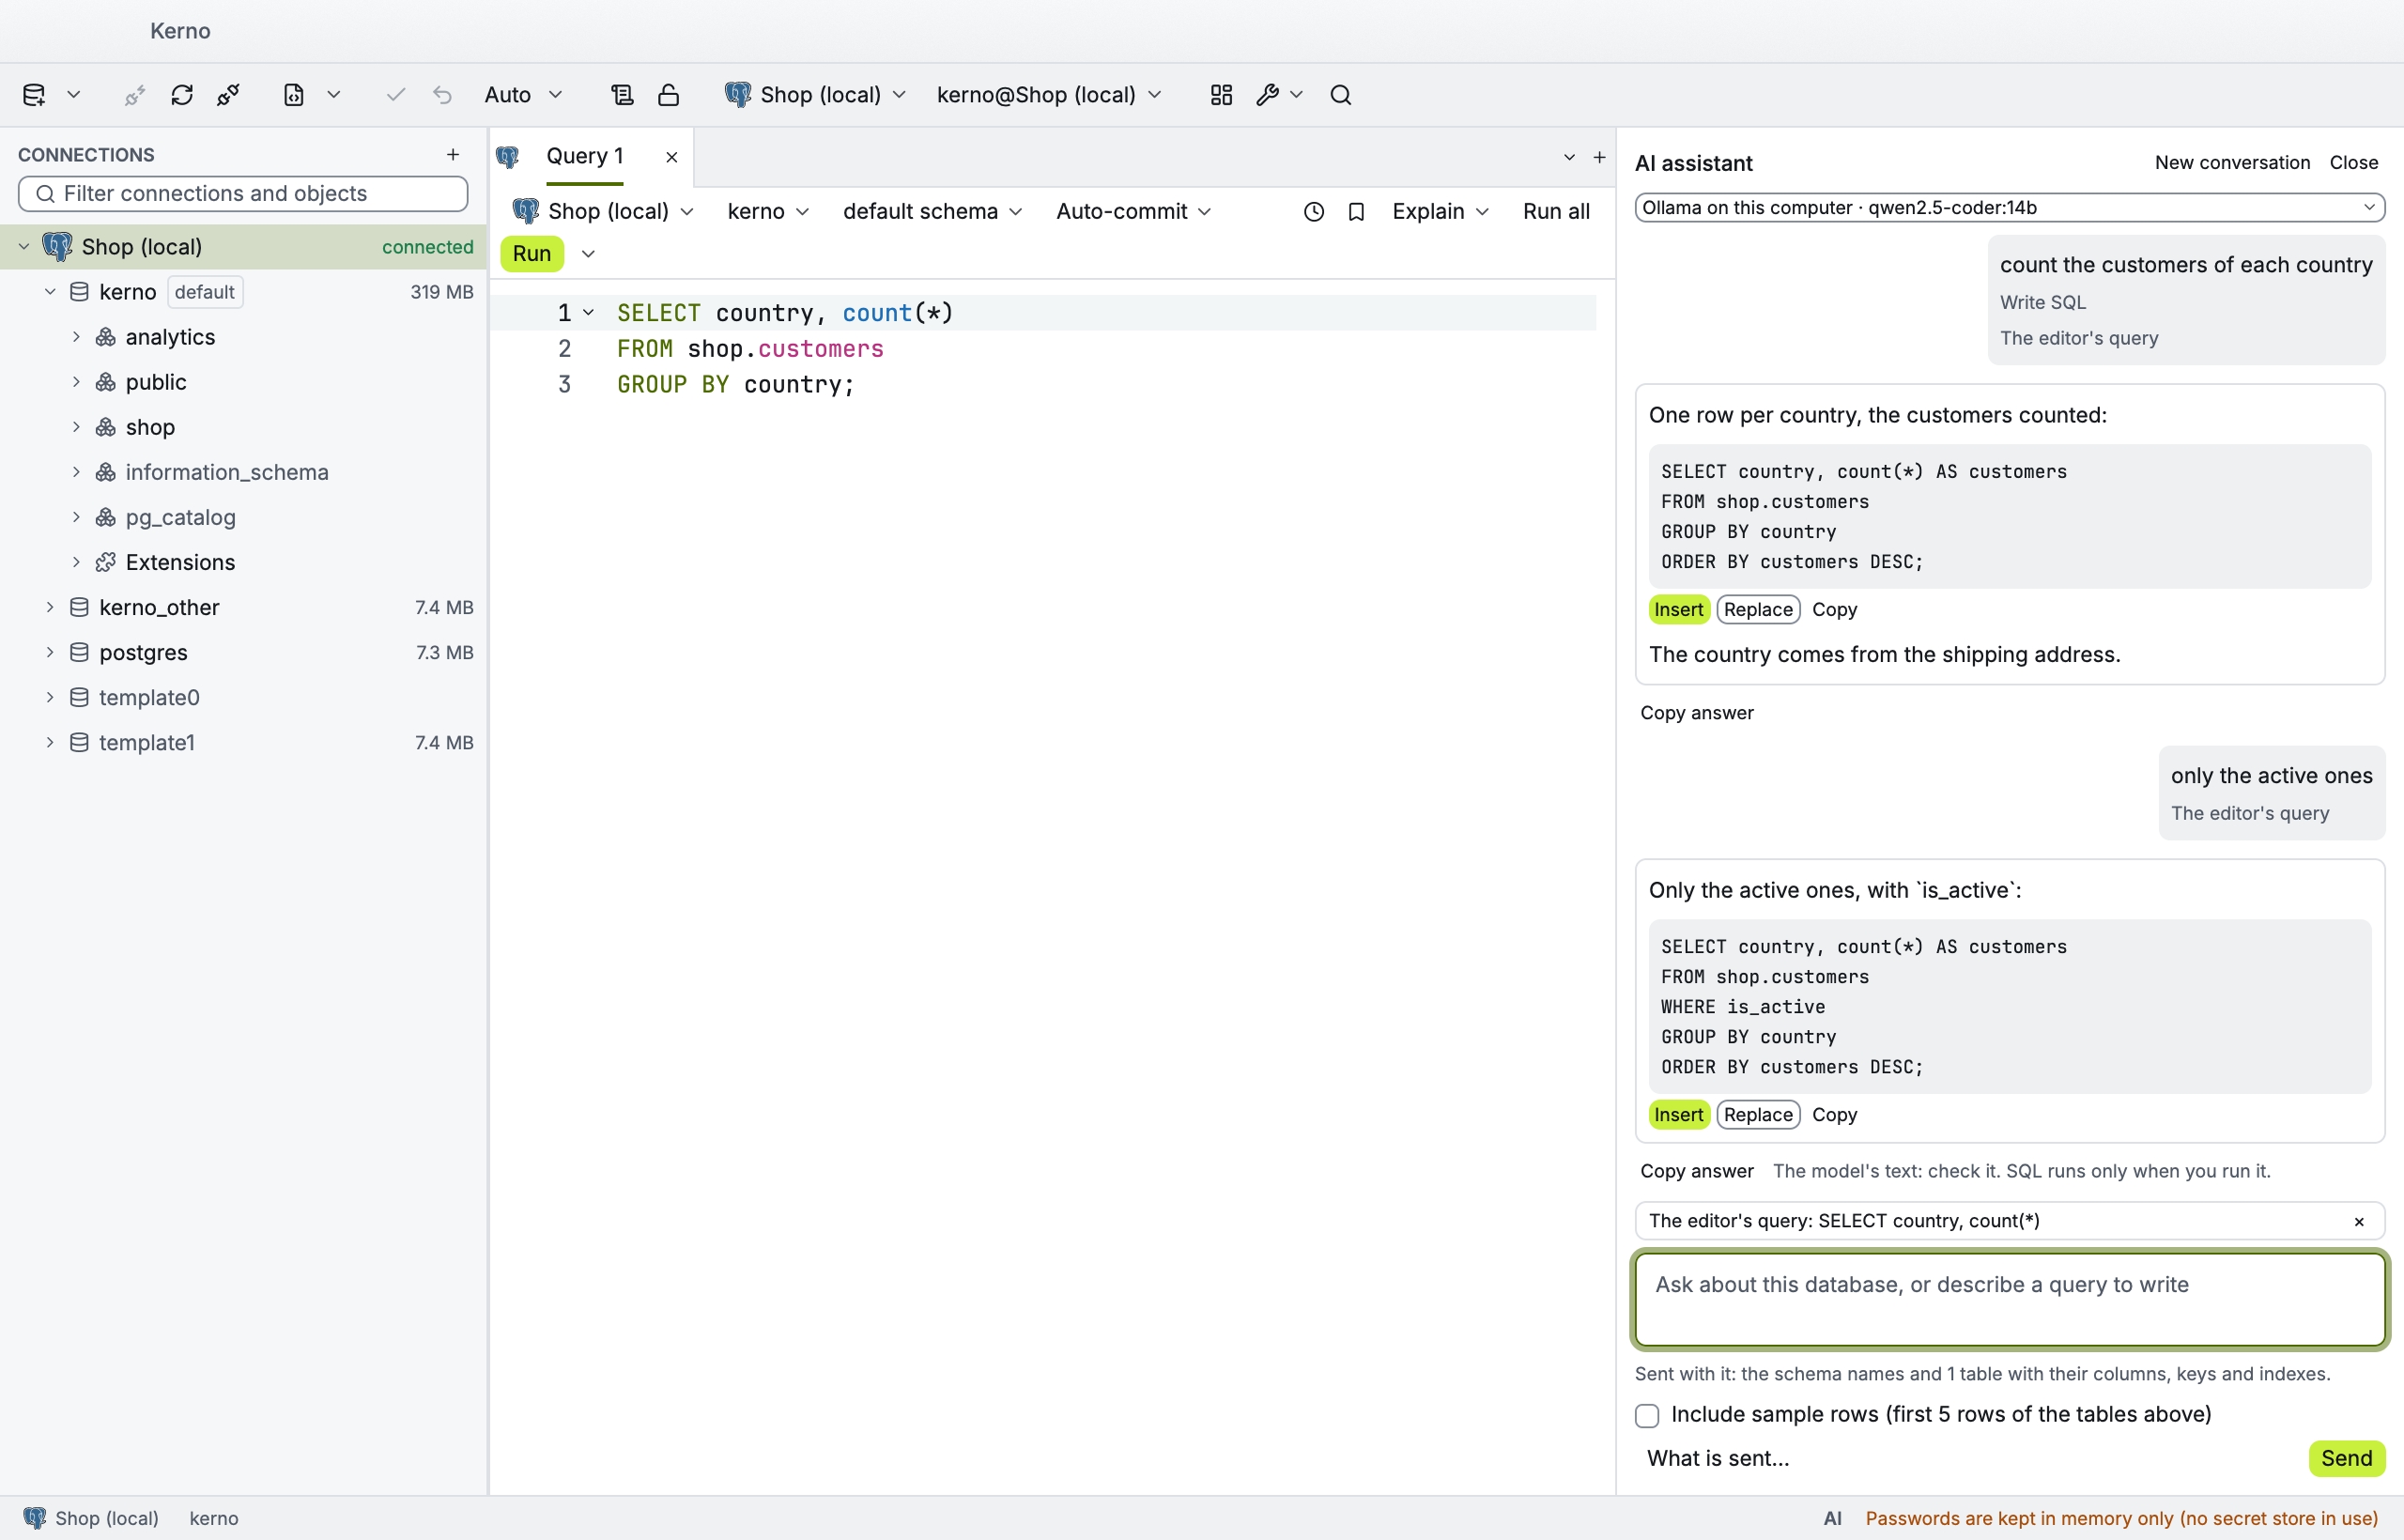 Kerno
Auto
Shop (local)
kerno@Shop (local)
CONNECTIONS
Filter connections and objects
Shop (local) connected
kerno default 319 MB
analytics
public
shop
information_schema
pg_catalog
Extensions
kerno_other 7.4 MB
postgres 7.3 MB
template0
template1 7.4 MB
Query 1
Shop (local) kerno default schema Auto-commit Explain Run all
Run
1 SELECT country, count(*)
2 FROM shop.customers
3 GROUP BY country;
AI assistant New conversation Close
Ollama on this computer · qwen2.5-coder:14b
count the customers of each country
Write SQL
The editor's query
One row per country, the customers counted:
SELECT country, count(*) AS customers
FROM shop.customers
GROUP BY country
ORDER BY customers DESC;
Insert Replace Copy
The country comes from the shipping address.
Copy answer
only the active ones
The editor's query
Only the active ones, with `is_active`:
SELECT country, count(*) AS customers
FROM shop.customers
WHERE is_active
GROUP BY country
ORDER BY customers DESC;
Insert Replace Copy
Copy answer The model's text: check it. SQL runs only when you run it.
The editor's query: SELECT country, count(*)
Ask about this database, or describe a query to write
Sent with it: the schema names and 1 table with their columns, keys and indexes.
Include sample rows (first 5 rows of the tables above)
What is sent...
Send
Shop (local) kerno
AI Passwords are kept in memory only (no secret store in use)